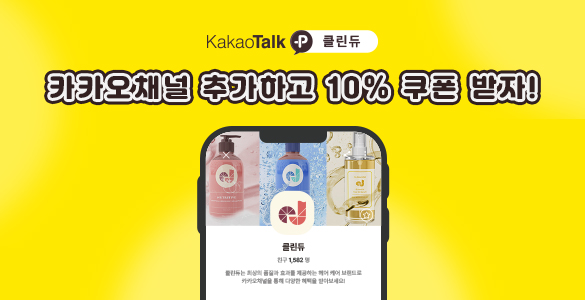 KakaoTalk P 클린듀
카카오채널 추가하고 10% 쿠폰 받자!
클린듀
친구 1,582 명
클린듀는 최상의 품질과 효과를 제공하는 헤어 케어 브랜드로
카카오채널을 통해 다양한 혜택을 받아보세요!